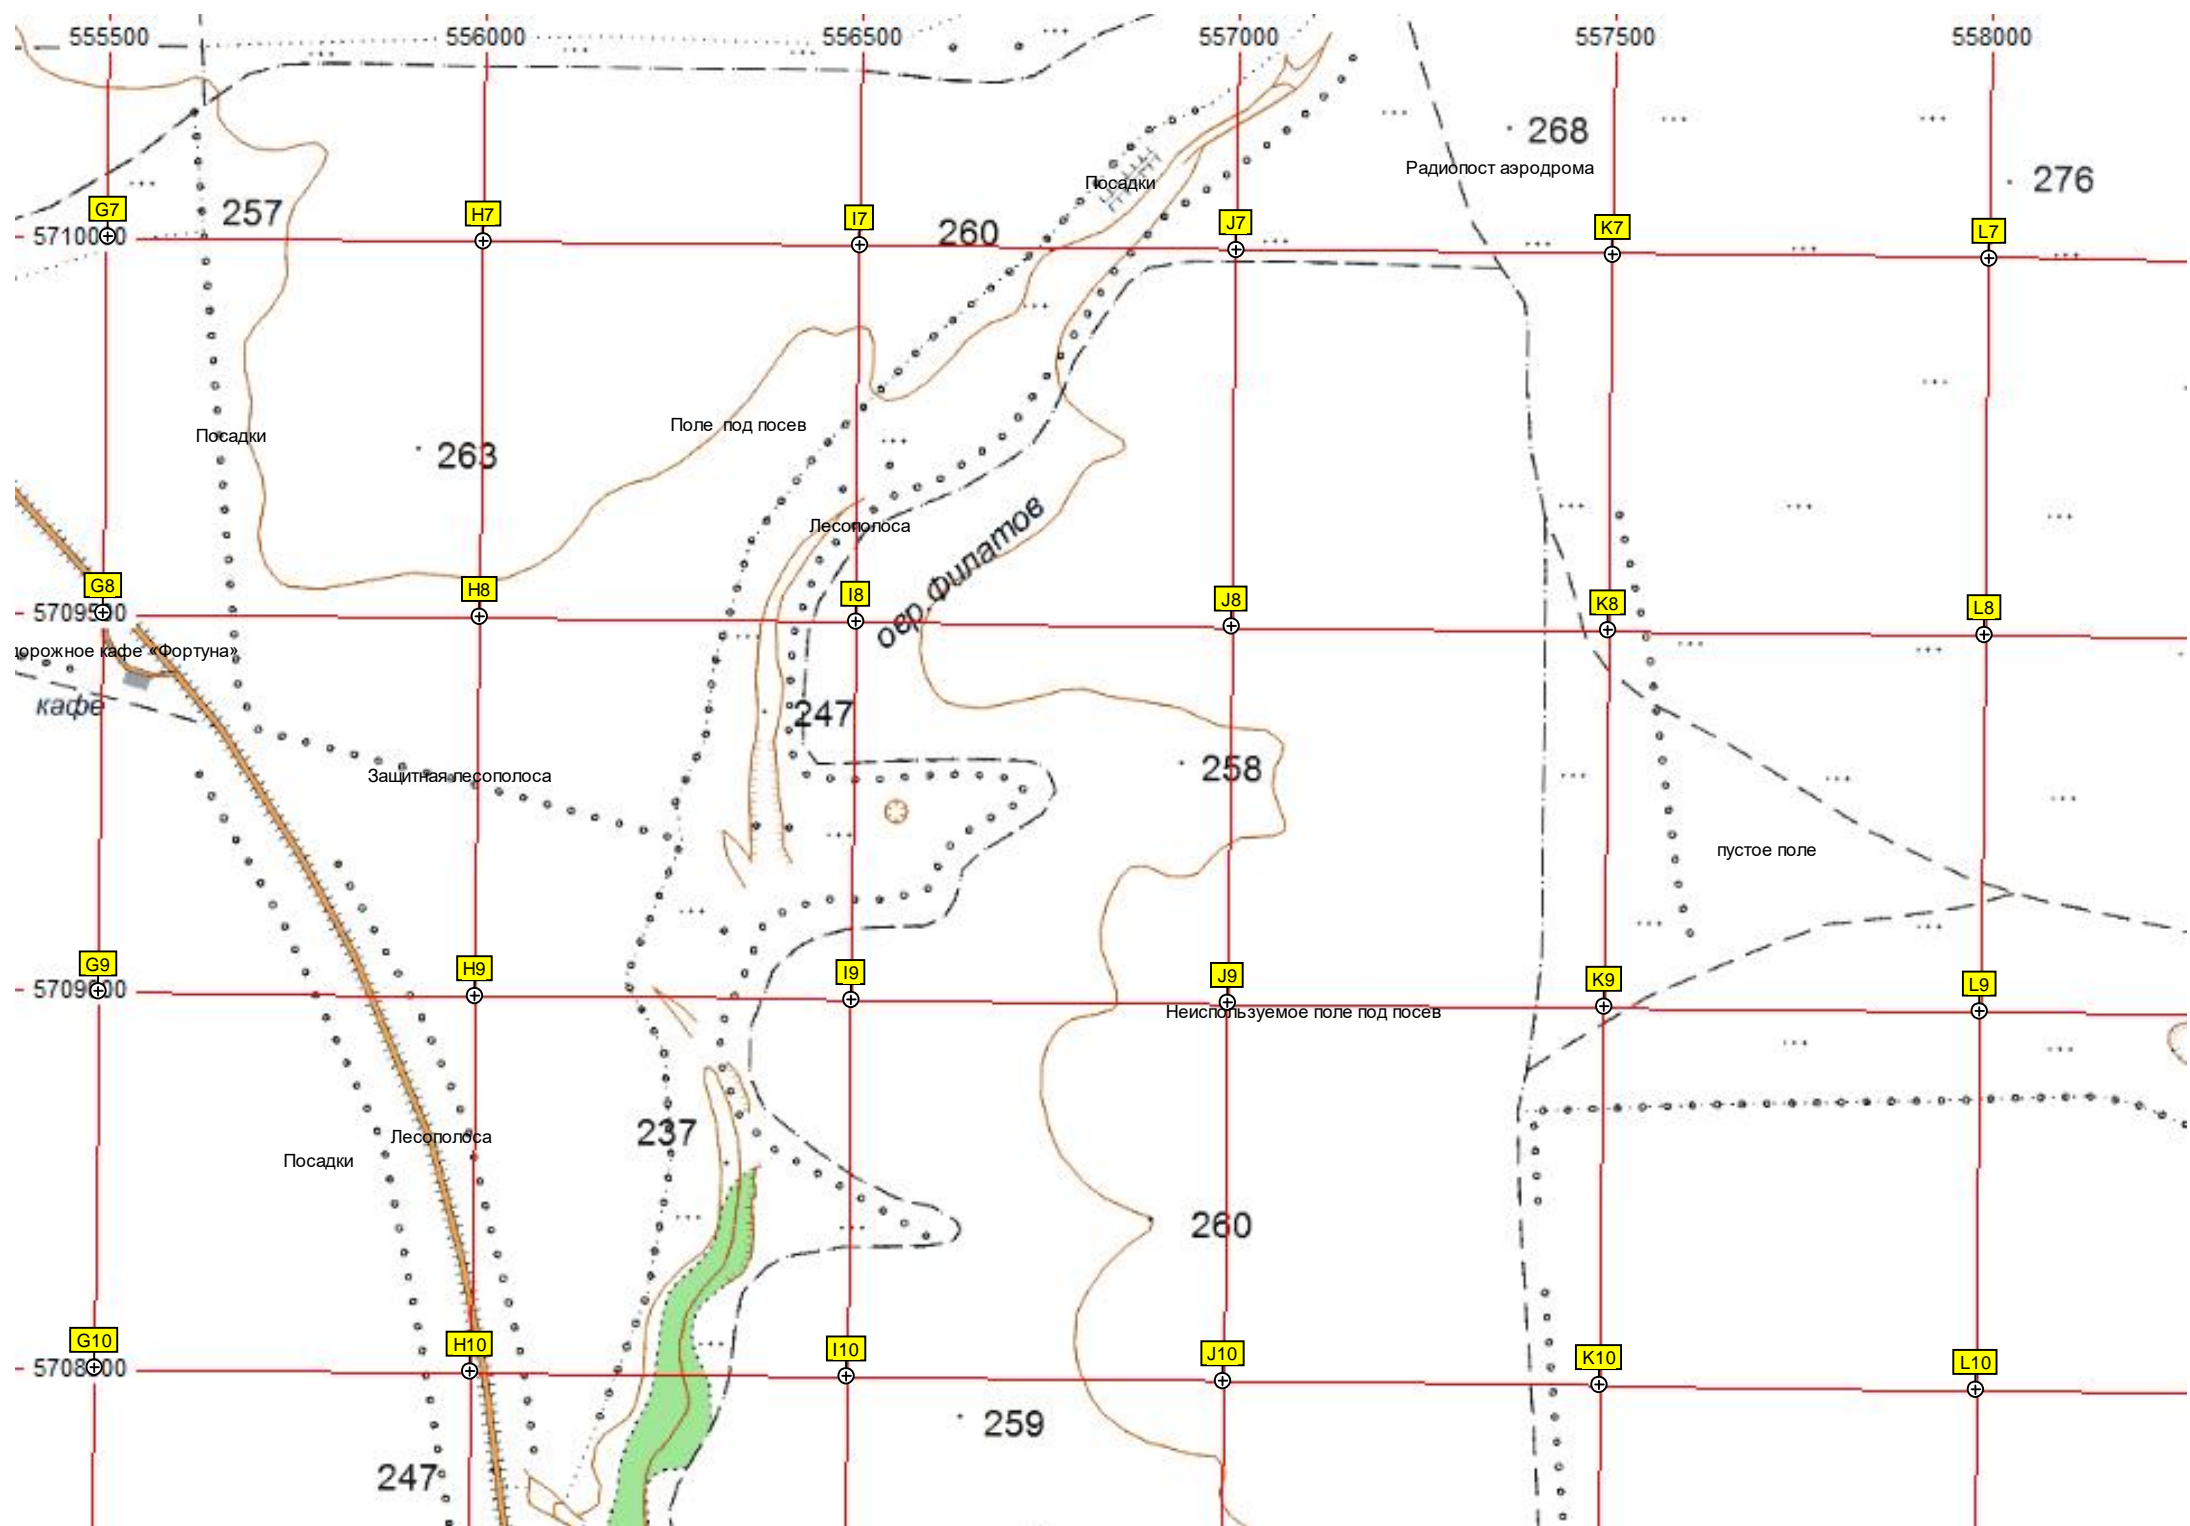 555500 556000 556500 557000 557500 558000
268
Радиопост аэродрома
276
Посадки
257
260
G7 H7 I7 J7 K7 L7
5710000
Поле под посев
Посадки
263
Лесополоса
овр. Филатов
G8 H8 I8 J8 K8 L8
5709500
дорожное кафе «Фортуна»
кафе
247
258
Защитная лесополоса
пустое поле
G9 H9 I9 J9 K9 L9
5709000
Неиспользуемое поле под посев
237
Лесополоса
Посадки
260
G10 H10 I10 J10 K10 L10
259
247